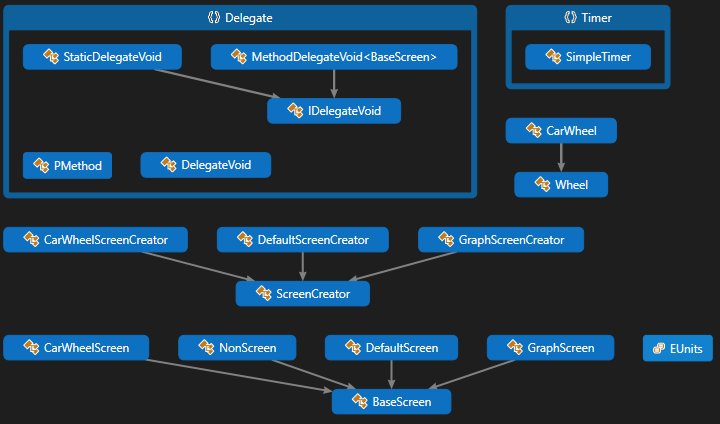 Delegate
Timer
StaticDelegateVoid
MethodDelegateVoid<BaseScreen>
SimpleTimer
IDelegateVoid
CarWheel
PMethod
DelegateVoid
Wheel
CarWheelScreenCreator
DefaultScreenCreator
GraphScreenCreator
ScreenCreator
CarWheelScreen
NonScreen
DefaultScreen
GraphScreen
EUnits
BaseScreen